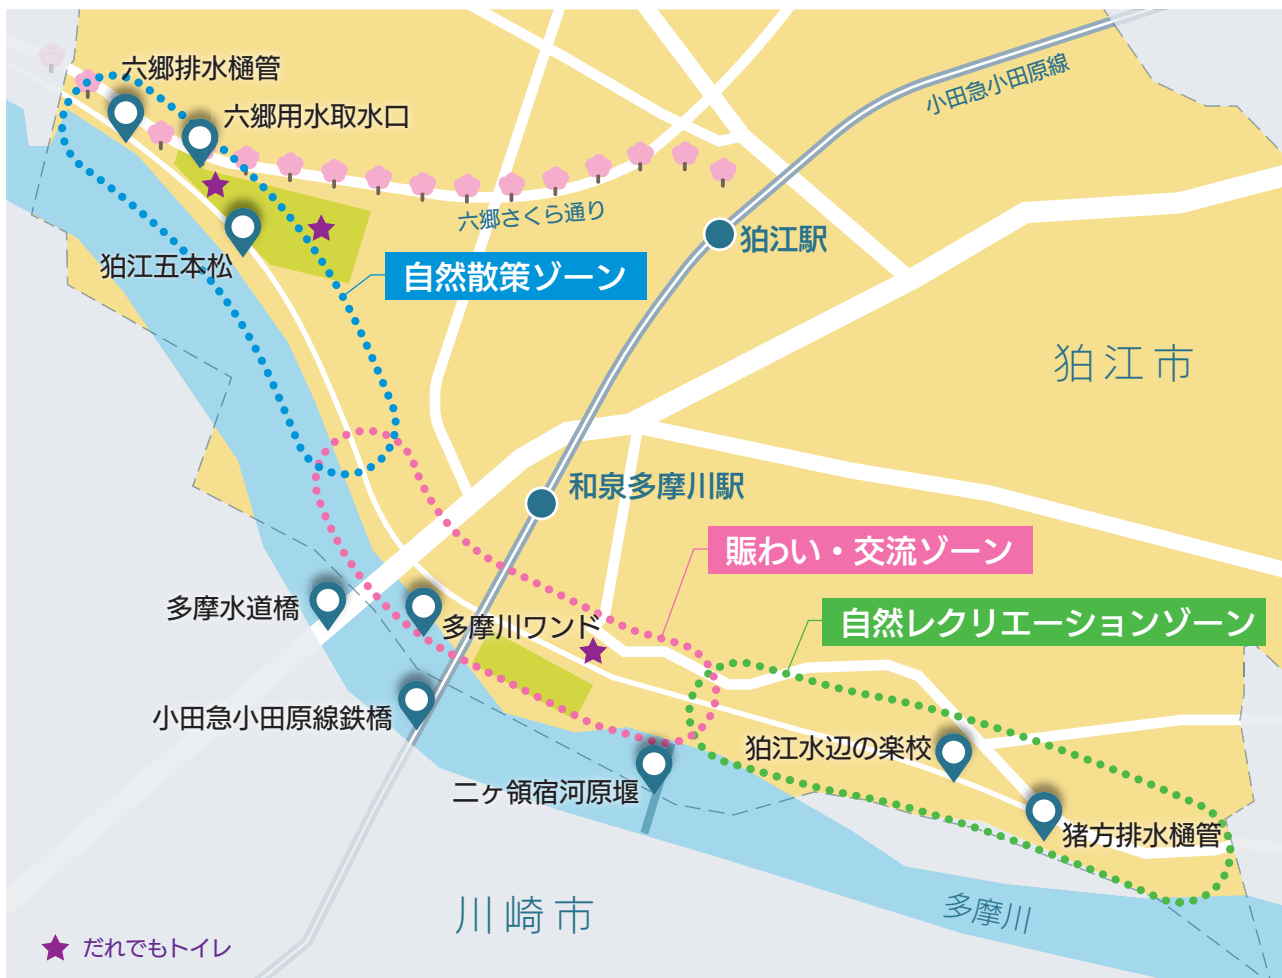 六郷排水樋管
六郷用水取水口
小田急小田原線
六郷さくら通り
狛江駅
狛江五本松
自然散策ゾーン
狛江市
和泉多摩川駅
賑わい・交流ゾーン
多摩水道橋
多摩川ワンド
自然レクリエーションゾーン
小田急小田原線鉄橋
狛江水辺の楽校
二ヶ領宿河原堰
猪方排水樋管
川崎市
多摩川
だれでもトイレ